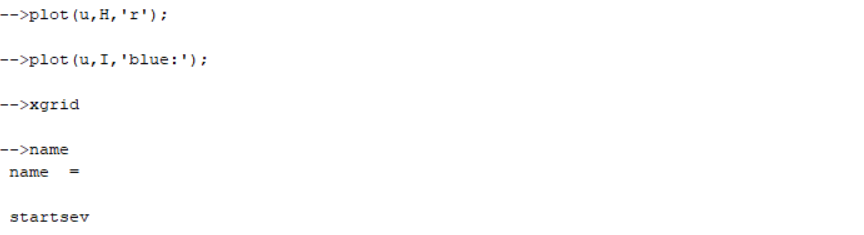 -->plot(u,H,'r');
-->plot(u,I,'blue:');
-->xgrid
-->name
name =
startsev